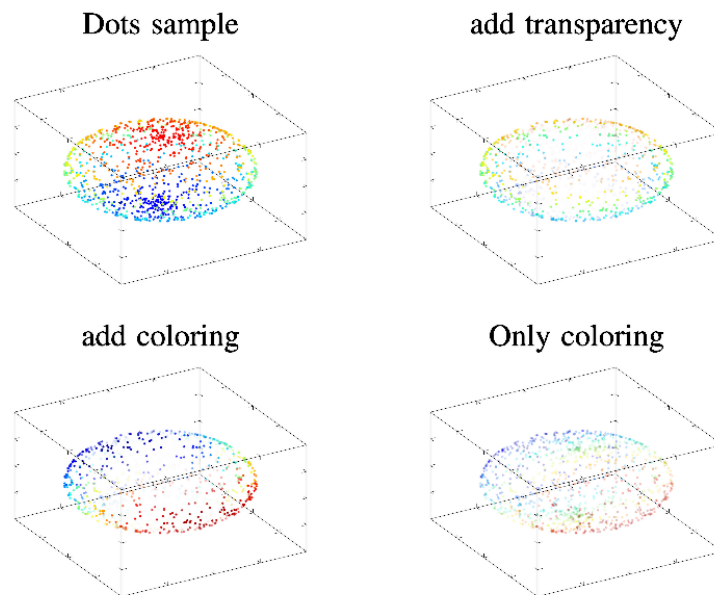 Dots sample
add transparency
add coloring
Only coloring